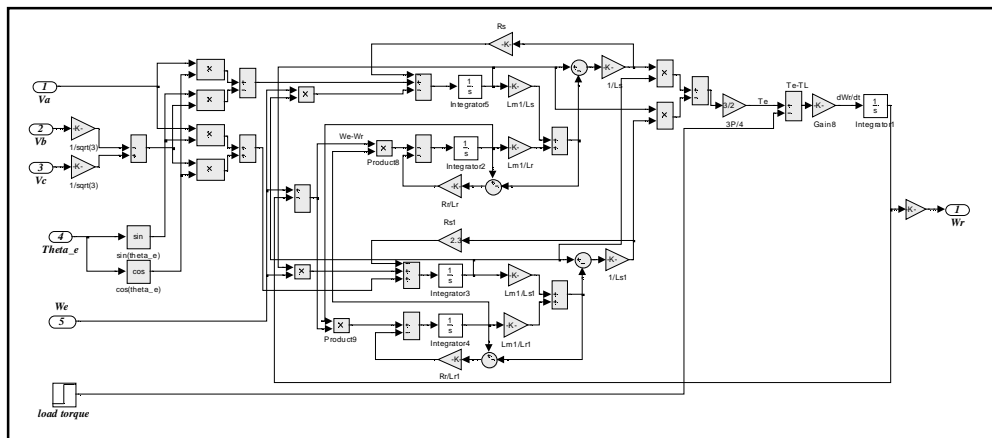 Rs
-K-
1
Va
2
Vb
-K-
1/sqrt(3)
3
Vc
-K-
1/sqrt(3)
4
Theta_e
sin
sin(theta_e)
cos
cos(theta_e)
We
5
load torque
×
×
×
×
×
1
s
Integrator5
-K-
Lm1/Ls
-K-
1/Ls
We-Wr
×
Product8
1
s
Integrator2
-K-
Lm1/Lr
-K-
Rr/Lr
Rs1
2.3
×
1
s
Integrator3
-K-
Lm1/Ls1
-K-
1/Ls1
×
Product9
1
s
Integrator4
-K-
Lm1/Lr1
-K-
Rr/Lr1
×
×
3/2
3P/4
Te
Te-TL
-K-
Gain8
dWr/dt
1
s
Integrator1
-K-
1
Wr